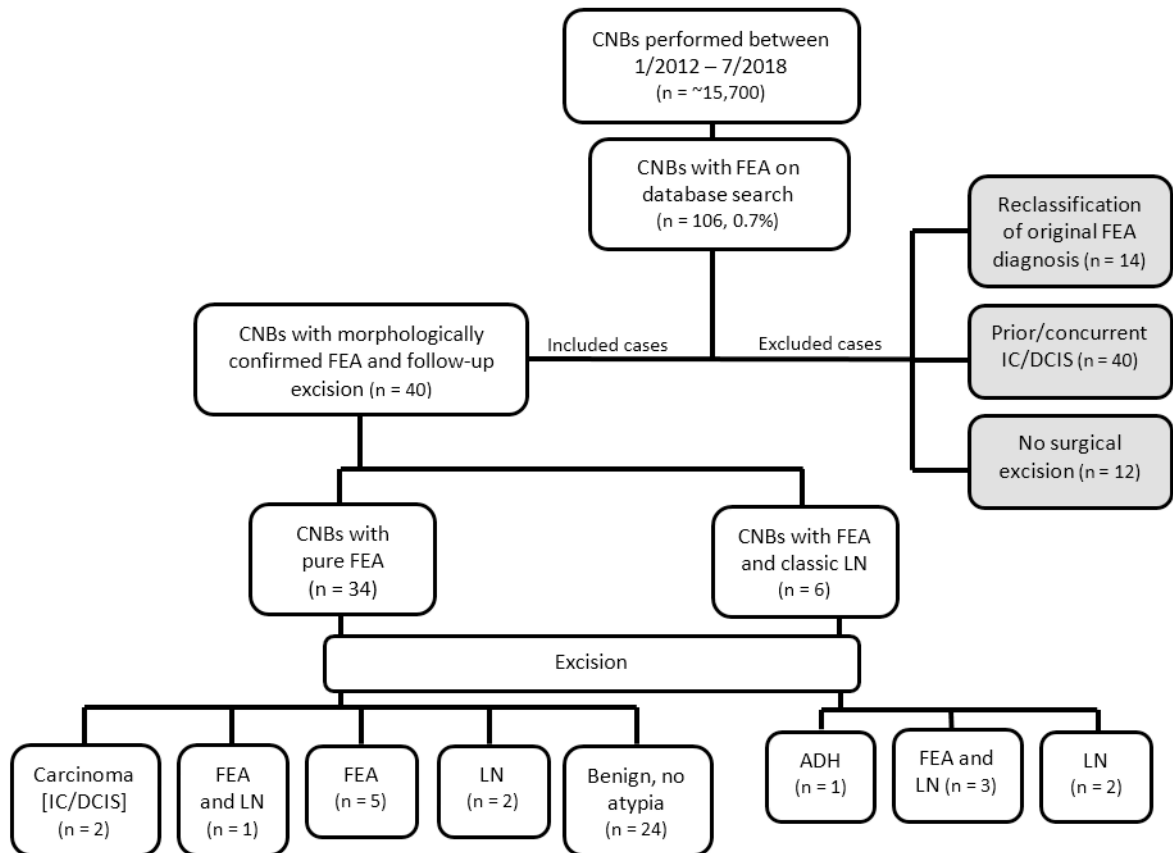 CNBs performed between
1/2012 – 7/2018
(n = ~15,700)
CNBs with FEA on
database search
(n = 106, 0.7%)
Reclassification
of original FEA
diagnosis (n = 14)
CNBs with morphologically
confirmed FEA and follow-up
excision (n = 40)
Included cases
Excluded cases
Prior/concurrent
IC/DCIS (n = 40)
No surgical
excision (n = 12)
CNBs with
pure FEA
(n = 34)
CNBs with FEA
and classic LN
(n = 6)
Excision
Carcinoma
[IC/DCIS]
(n = 2)
FEA
and LN
(n = 1)
FEA
(n = 5)
LN
(n = 2)
Benign, no
atypia
(n = 24)
ADH
(n = 1)
FEA and
LN (n = 3)
LN
(n = 2)